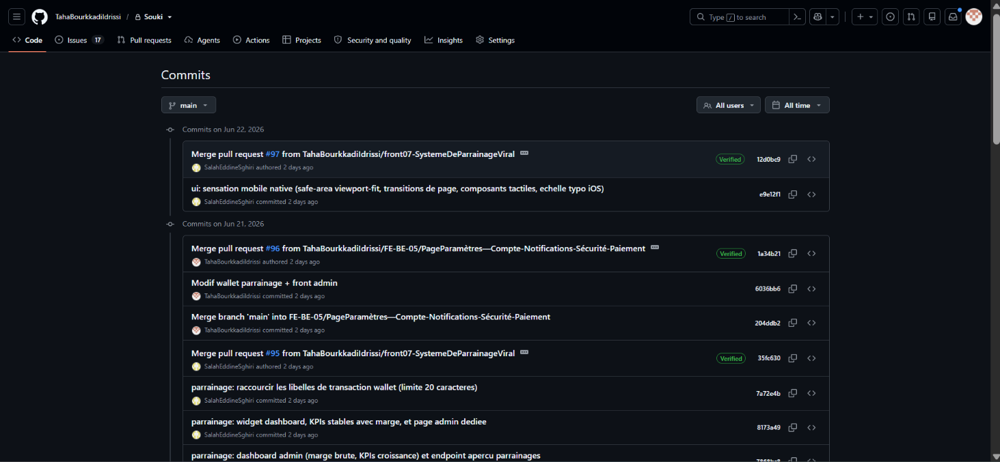 TahaBourkkadiIdrissi / Souki
Type / to search
Code Issues 17 Pull requests Agents Actions Projects Security and quality Insights Settings
Commits
main All users All time
Commits on Jun 22, 2026
Merge pull request #97 from TahaBourkkadiIdrissi/front07-SystemeDeParrainageViral
SalahEddineSghiri authored 2 days ago
Verified 12d0bc9
ui: sensation mobile native (safe-area viewport-fit, transitions de page, composants tactiles, echelle typo iOS)
SalahEddineSghiri committed 2 days ago
e9e12f1
Commits on Jun 21, 2026
Merge pull request #96 from TahaBourkkadiIdrissi/FE-BE-05/PageParamètres—Compte-Notifications-Sécurité-Paiement
TahaBourkkadiIdrissi authored 2 days ago
Verified 1a34b21
Modif wallet parrainage + front admin
TahaBourkkadiIdrissi committed 2 days ago
6036bb6
Merge branch 'main' into FE-BE-05/PageParamètres—Compte-Notifications-Sécurité-Paiement
TahaBourkkadiIdrissi committed 2 days ago
204ddb2
Merge pull request #95 from TahaBourkkadiIdrissi/front07-SystemeDeParrainageViral
SalahEddineSghiri authored 2 days ago
Verified 35fc630
parrainage: raccourcir les libelles de transaction wallet (limite 20 caracteres)
SalahEddineSghiri committed 2 days ago
7a72e4b
parrainage: widget dashboard, KPIs stables avec marge, et page admin dediee
SalahEddineSghiri committed 2 days ago
8173a49
parrainage: dashboard admin (marge brute, KPIs croissance) et endpoint apercu parrainages